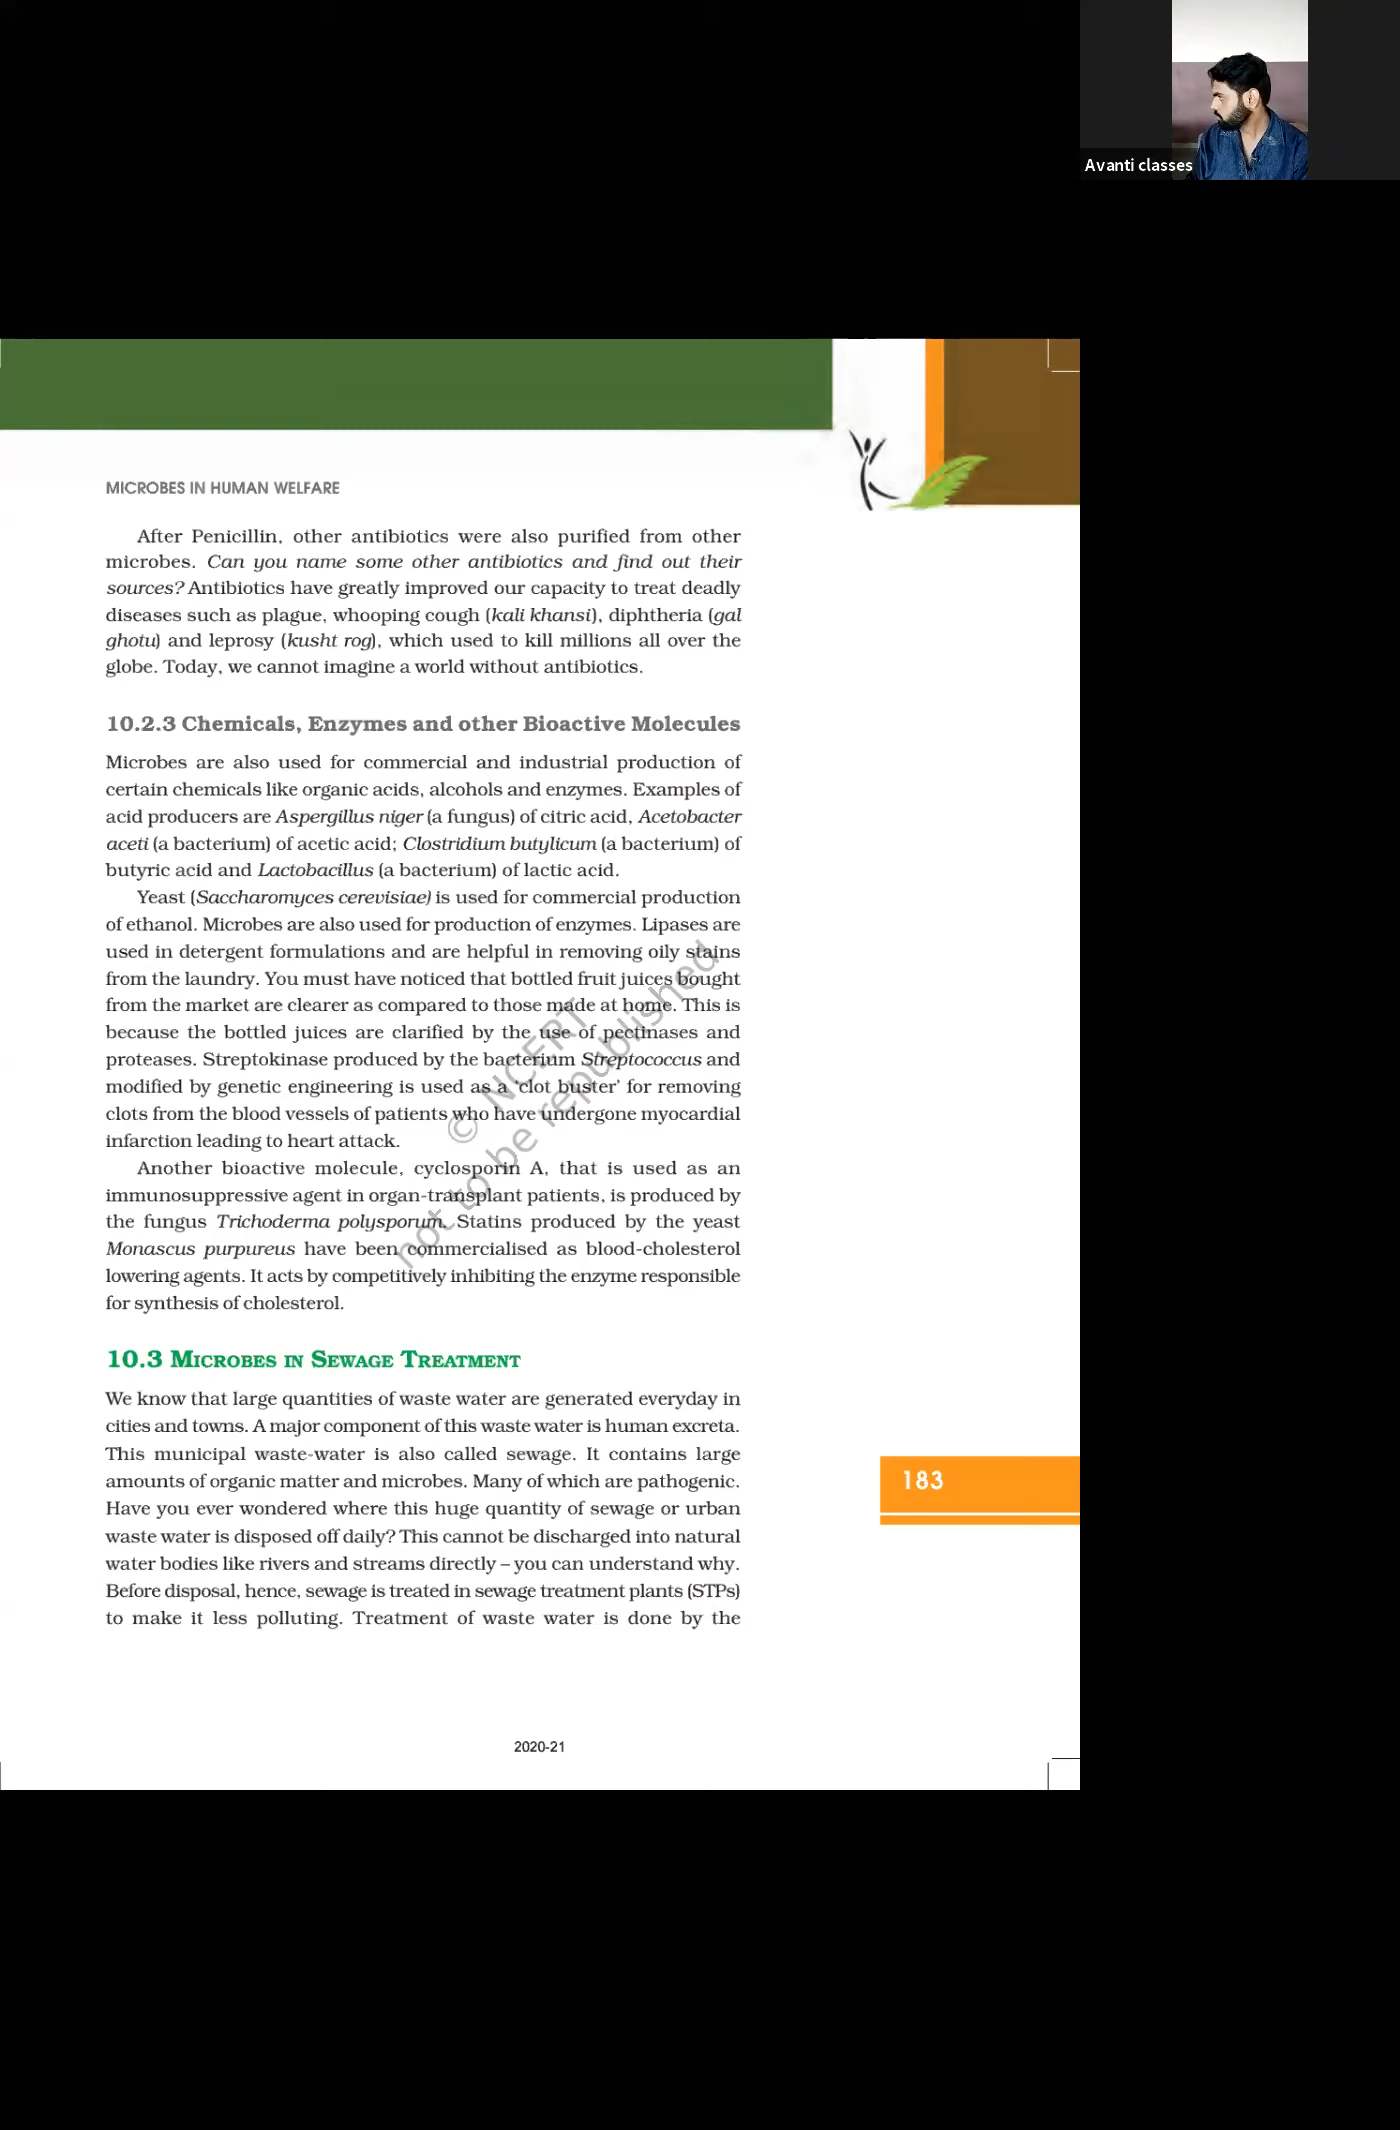 Avanti classes
MICROBES IN HUMAN WELFARE
After Penicillin, other antibiotics were also purified from other
microbes. Can you name some other antibiotics and find out their
sources? Antibiotics have greatly improved our capacity to treat deadly
diseases such as plague, whooping cough (kali khansi), diphtheria (gal
ghotu) and leprosy (kusht rog), which used to kill millions all over the
globe. Today, we cannot imagine a world without antibiotics.
10.2.3 Chemicals, Enzymes and other Bioactive Molecules
Microbes are also used for commercial and industrial production of
certain chemicals like organic acids, alcohols and enzymes. Examples of
acid producers are Aspergillus niger (a fungus) of citric acid, Acetobacter
aceti (a bacterium) of acetic acid; Clostridium butylicum (a bacterium) of
butyric acid and Lactobacillus (a bacterium) of lactic acid.
Yeast (Saccharomyces cerevisiae) is used for commercial production
of ethanol. Microbes are also used for production of enzymes. Lipases are
used in detergent formulations and are helpful in removing oily stains
from the laundry. You must have noticed that bottled fruit juices bought
from the market are clearer as compared to those made at home. This is
because the bottled juices are clarified by the use of pectinases and
proteases. Streptokinase produced by the bacterium Streptococcus and
modified by genetic engineering is used as a ‘clot buster’ for removing
clots from the blood vessels of patients who have undergone myocardial
infarction leading to heart attack.
Another bioactive molecule, cyclosporin A, that is used as an
immunosuppressive agent in organ-transplant patients, is produced by
the fungus Trichoderma polysporum. Statins produced by the yeast
Monascus purpureus have been commercialised as blood-cholesterol
lowering agents. It acts by competitively inhibiting the enzyme responsible
for synthesis of cholesterol.
© NCERT
not to be republished
10.3 MICROBES IN SEWAGE TREATMENT
We know that large quantities of waste water are generated everyday in
cities and towns. A major component of this waste water is human excreta.
This municipal waste-water is also called sewage. It contains large
amounts of organic matter and microbes. Many of which are pathogenic.
Have you ever wondered where this huge quantity of sewage or urban
waste water is disposed off daily? This cannot be discharged into natural
water bodies like rivers and streams directly – you can understand why.
Before disposal, hence, sewage is treated in sewage treatment plants (STPs)
to make it less polluting. Treatment of waste water is done by the
183
2020-21